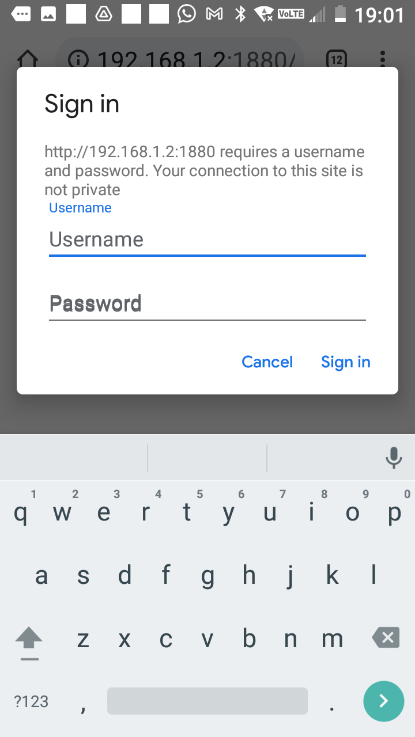 VoLTE 19:01
192.168.1.2:1880/ 12
Sign in
http://192.168.1.2:1880 requires a username
and password. Your connection to this site is
not private
Username
Username
Password
Cancel Sign in
1 2 3 4 5 6 7 8 9 0
q w e r t y u i o p
a s d f g h j k l
z x c v b n m
?123 , .